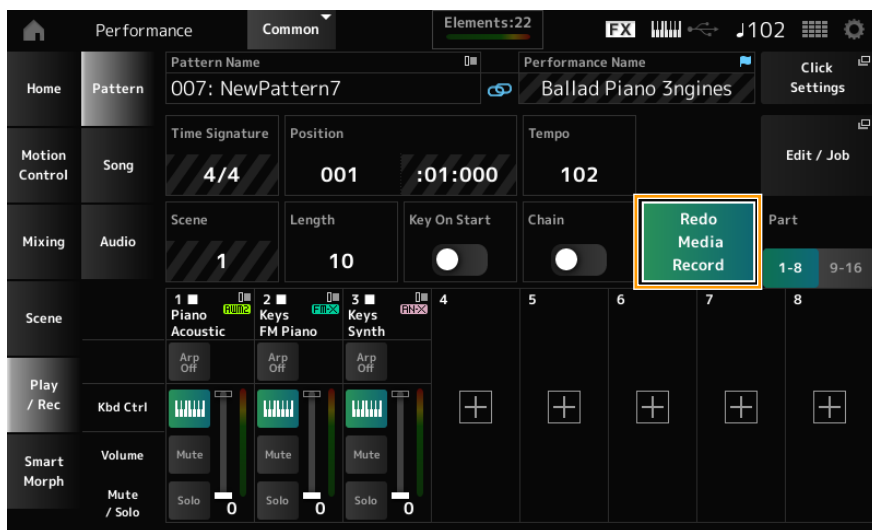 Performance
Common
Elements:22
FX
♩102
Home
Pattern
Pattern Name
007: NewPattern7
Performance Name
Ballad Piano 3ngines
Click
Settings
Motion
Control
Song
Time Signature
4/4
Position
001
:01:000
Tempo
102
Edit / Job
Mixing
Audio
Scene
1
Length
10
Key On Start
Chain
Redo
Media
Record
Part
1-8 9-16
Scene
1
Piano
Acoustic
AWM2
2
Keys
FM Piano
FM-X
3
Keys
Synth
AN-X
4
5
6
7
8
Arp
Off
Arp
Off
Arp
Off
Play
/ Rec
Kbd Ctrl
Smart
Morph
Volume
Mute
Mute
Mute
Mute
/ Solo
Solo
0
Solo
0
Solo
0